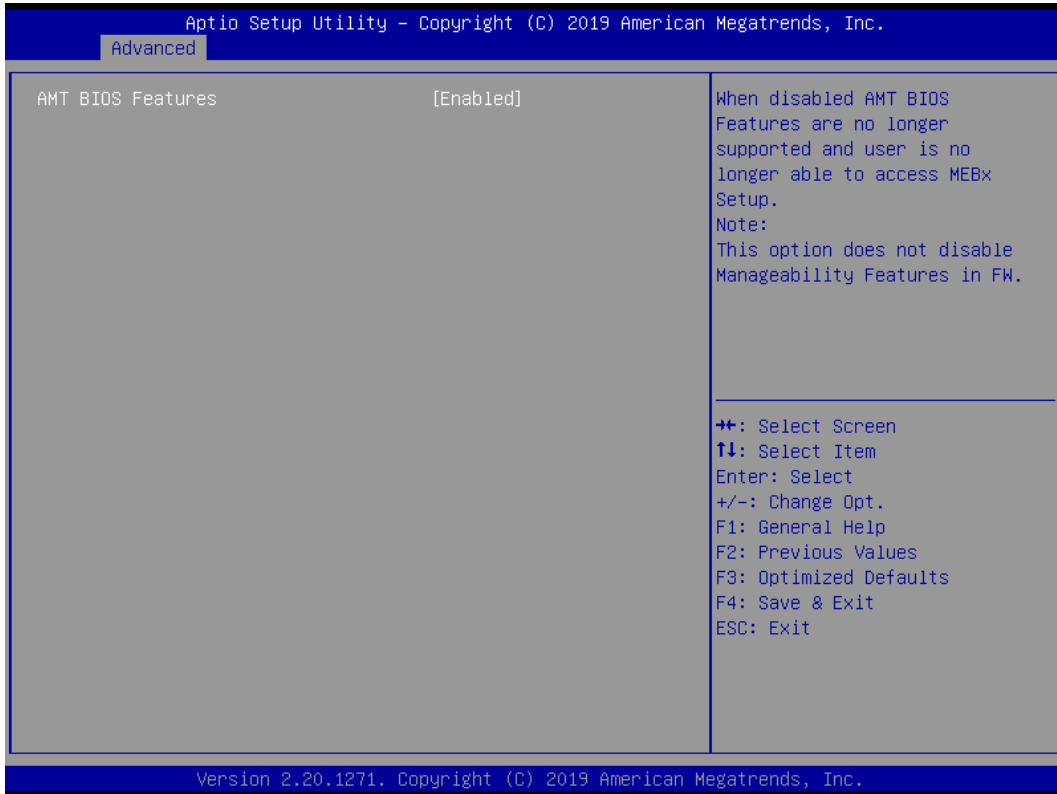 Aptio Setup Utility – Copyright (C) 2019 American Megatrends, Inc.
Advanced
AMT BIOS Features [Enabled]
When disabled AMT BIOS
Features are no longer
supported and user is no
longer able to access MEBx
Setup.
Note:
This option does not disable
Manageability Features in FW.
→←: Select Screen
↑↓: Select Item
Enter: Select
+/-: Change Opt.
F1: General Help
F2: Previous Values
F3: Optimized Defaults
F4: Save & Exit
ESC: Exit
Version 2.20.1271. Copyright (C) 2019 American Megatrends, Inc.